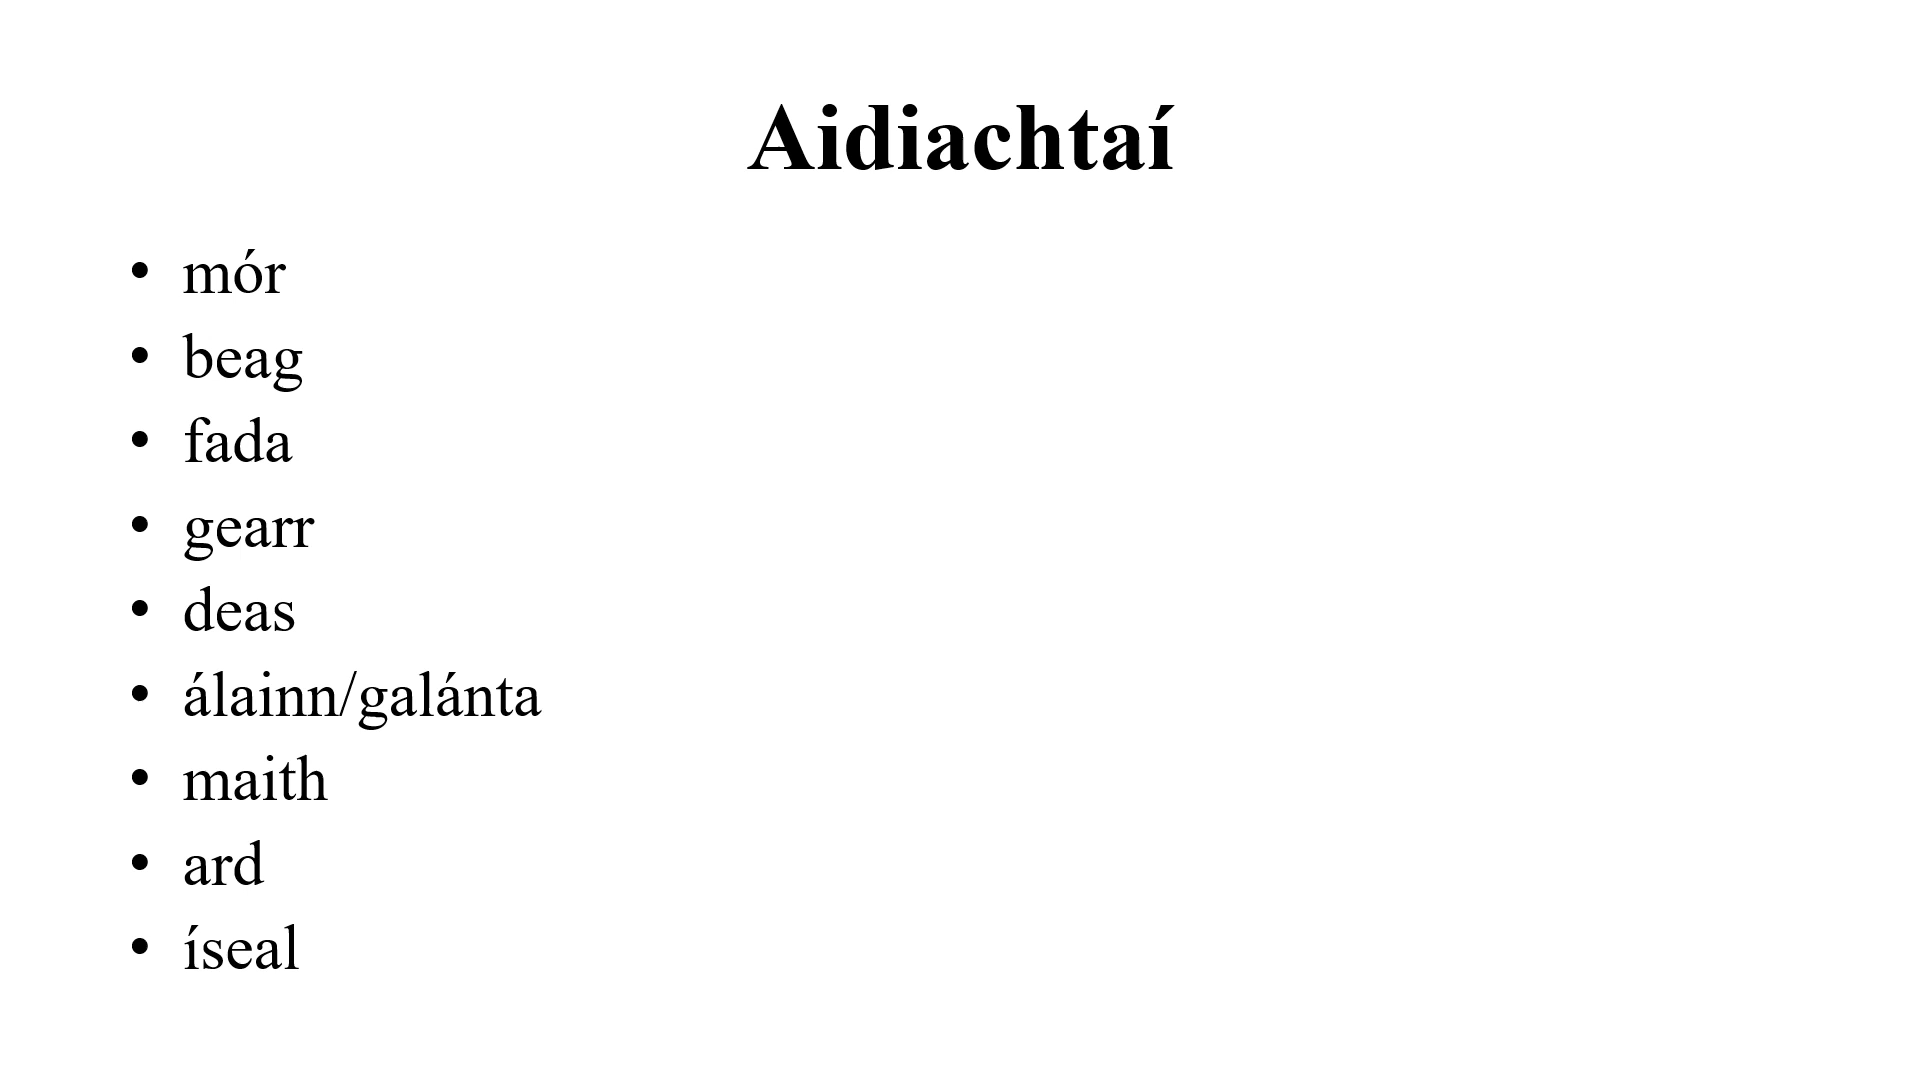 Aidiachtaí
• mór
• beag
• fada
• gearr
• deas
• álainn/galánta
• maith
• ard
• íseal